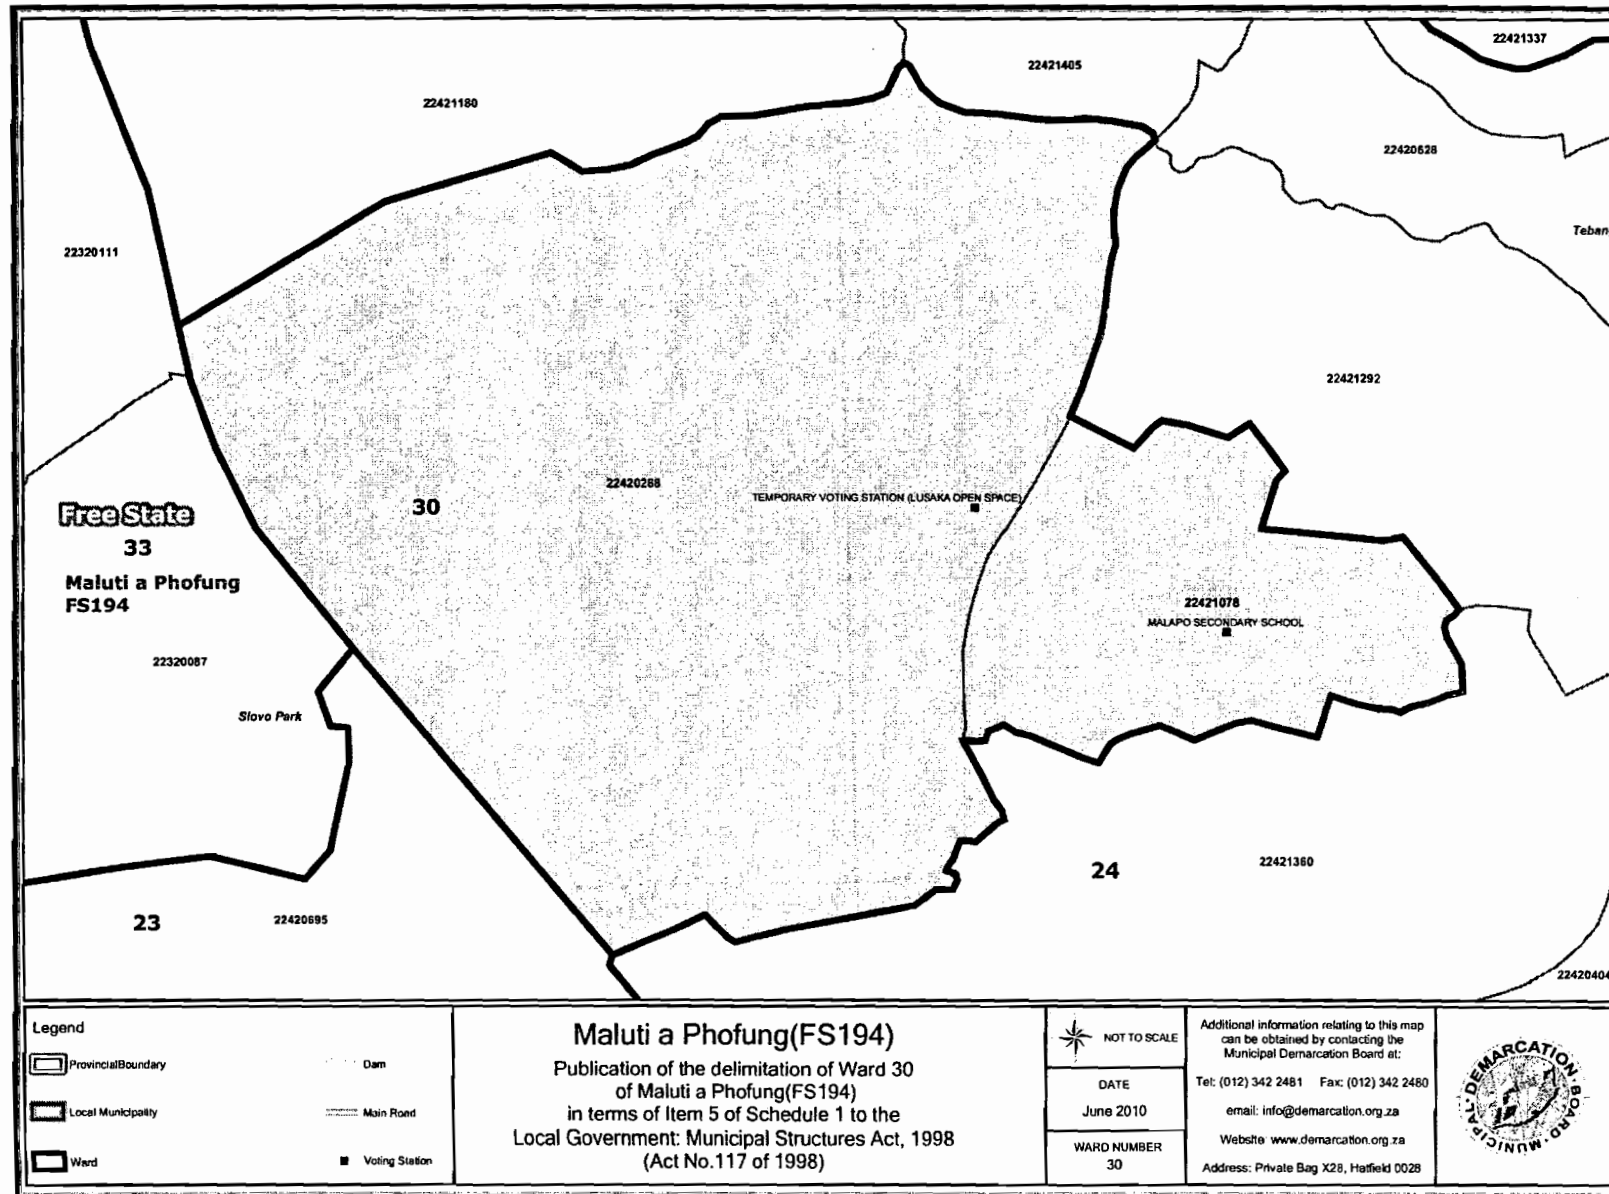 22421337
22421405
22421180
22420628
Teban
22320111
22421292
22420288
TEMPORARY VOTING STATION (LUSAKA OPEN SPACE)
30
Free State
33
Maluti a Phofung
FS194
22421078
MALAPO SECONDARY SCHOOL
22320087
Slovo Park
24
22421360
23
22420695
22420404
Legend
ProvincialBoundary
Dam
Local Municipality
Main Road
Ward
Voting Station
Maluti a Phofung(FS194)
Publication of the delimitation of Ward 30
of Maluti a Phofung(FS194)
in terms of Item 5 of Schedule 1 to the
Local Government: Municipal Structures Act, 1998
(Act No.117 of 1998)
NOT TO SCALE
DATE
June 2010
WARD NUMBER
30
Additional information relating to this map
can be obtained by contacting the
Municipal Demarcation Board at:
Tel: (012) 342 2481 Fax: (012) 342 2480
email: info@demarcation.org.za
Website www.demarcation.org.za
Address: Private Bag X28, Hatfield 0028
MUNICIPAL · DEMARCATION · BOARD ·